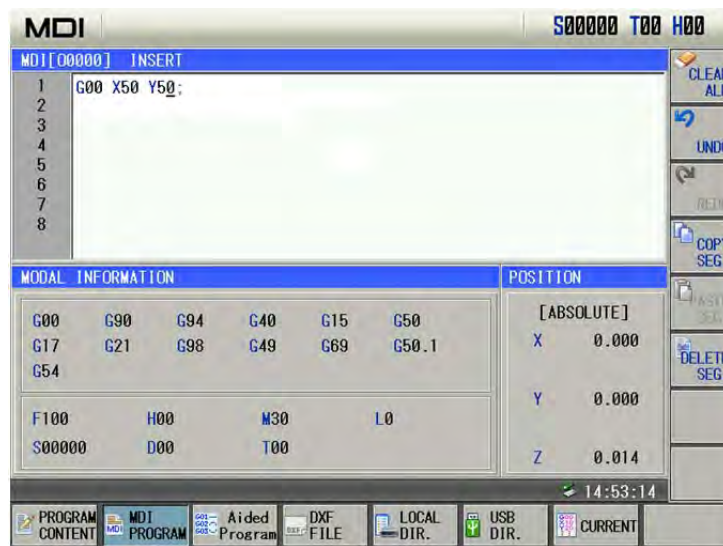 MDI
S00000 T00 H00
MDI[O0000] INSERT
1 G00 X50 Y50;
2
3
4
5
6
7
8
CLEAR
ALL
UNDO
COPY
SEG
DELETE
SEG
MODAL INFORMATION
G00 G90 G94 G40 G15 G50
G17 G21 G98 G49 G69 G50.1
G54
F100 H00 M30 L0
S00000 D00 T00
POSITION
[ABSOLUTE]
X 0.000
Y 0.000
Z 0.014
14:53:14
PROGRAM
CONTENT
MDI
PROGRAM
Aided
Program
DXF
FILE
LOCAL
DIR.
USB
DIR.
CURRENT